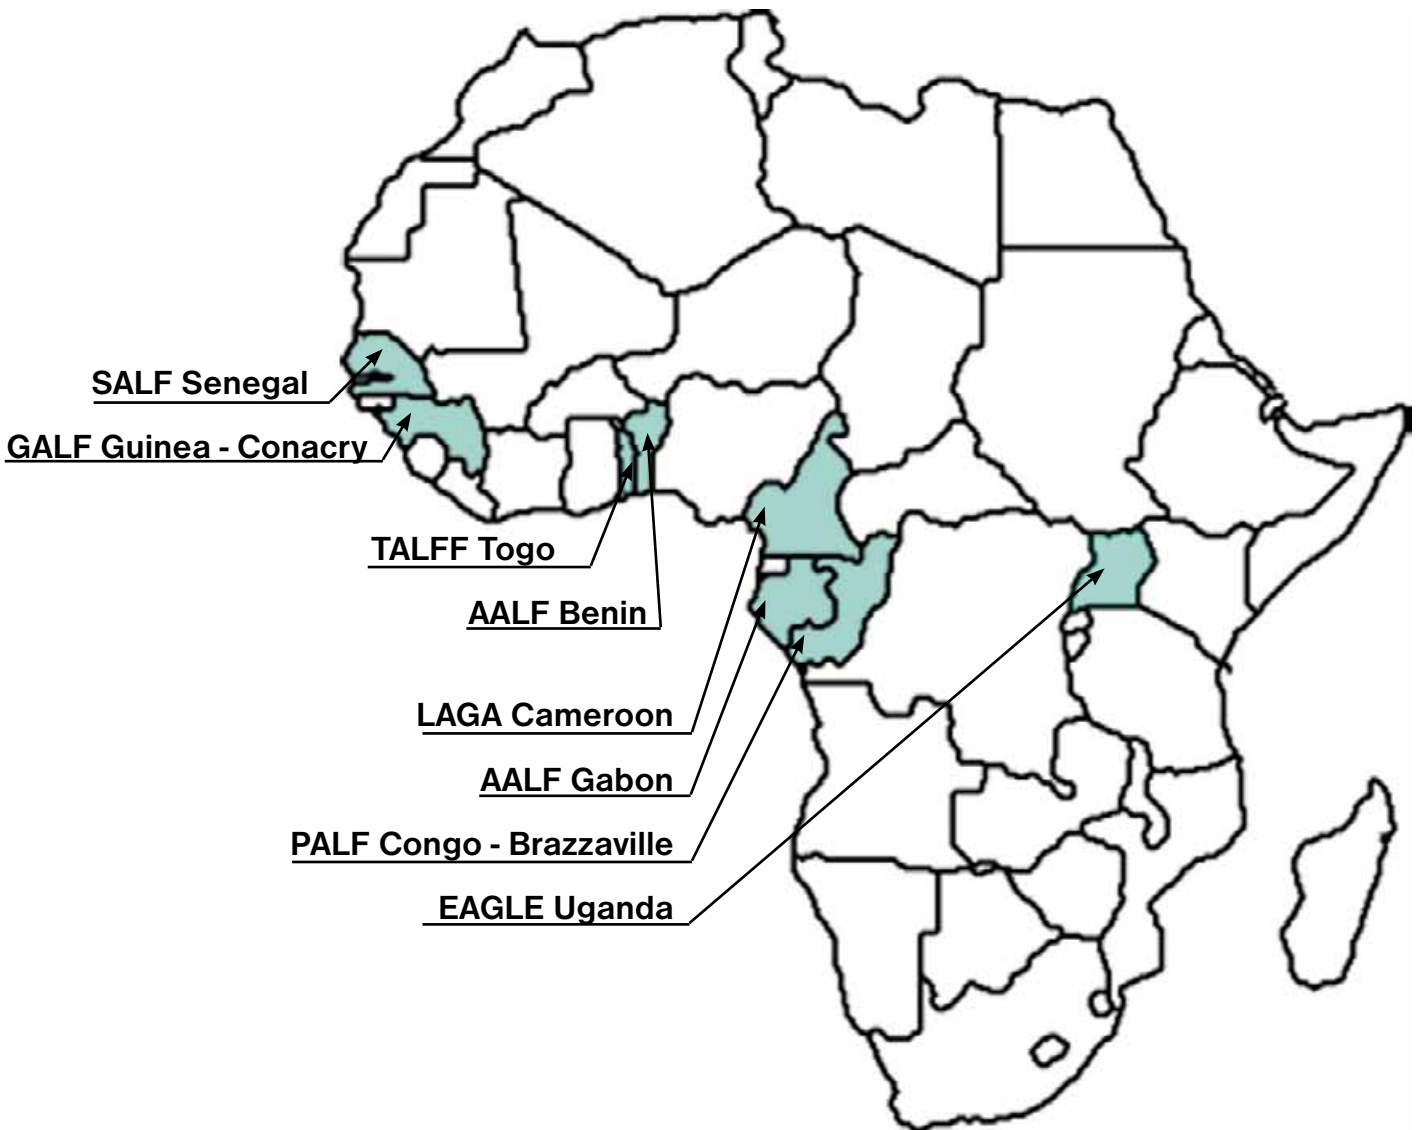 SALF Senegal
GALF Guinea - Conacry
TALFF Togo
AALF Benin
LAGA Cameroon
AALF Gabon
PALF Congo - Brazzaville
EAGLE Uganda